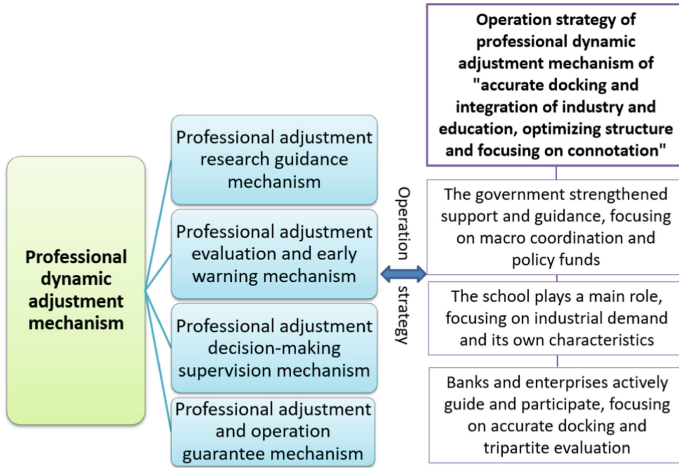 Professional
dynamic
adjustment
mechanism
Professional adjustment
research guidance
mechanism
Professional adjustment
evaluation and early
warning mechanism
Professional adjustment
decision-making
supervision mechanism
Professional adjustment
and operation
guarantee mechanism
Operation
strategy
Operation strategy of
professional dynamic
adjustment mechanism of
"accurate docking and
integration of industry and
education, optimizing structure
and focusing on connotation"
The government strengthened
support and guidance, focusing
on macro coordination and
policy funds
The school plays a main role,
focusing on industrial demand
and its own characteristics
Banks and enterprises actively
guide and participate, focusing
on accurate docking and
tripartite evaluation